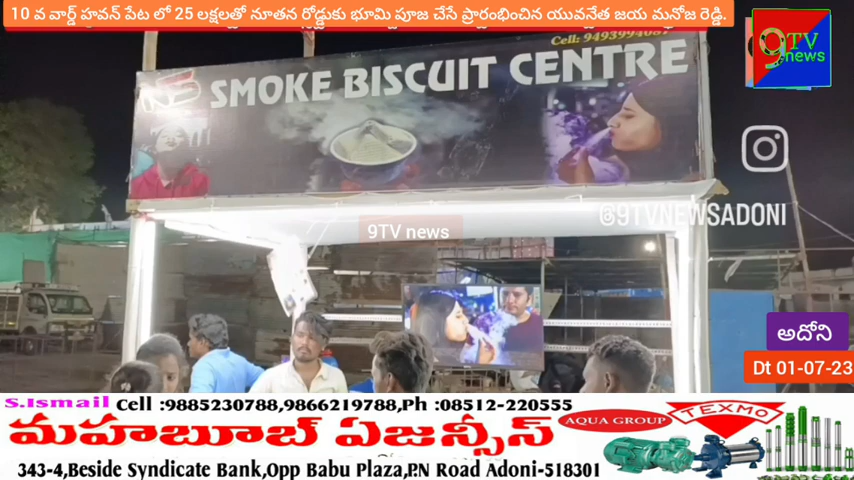 10 వ వార్డ్ హవన్ పేట లో 25 లక్షలతో నూతన రోడ్డుకు భూమి పూజ చేసే ప్రారంభించిన యువనేత జయ మనోజ రెడ్డి.
9TV
news
Cell: 9493994087
SMOKE BISCUIT CENTRE
@9TVNEWSADONI
9TV news
అదోని
Dt 01-07-23
S.Ismail Cell :9885230788,9866219788,Ph :08512-220555
మహబూబ్ ఏజన్సీస్
AQUA GROUP TEXMO
343-4,Beside Syndicate Bank,Opp Babu Plaza,P.N Road Adoni-518301